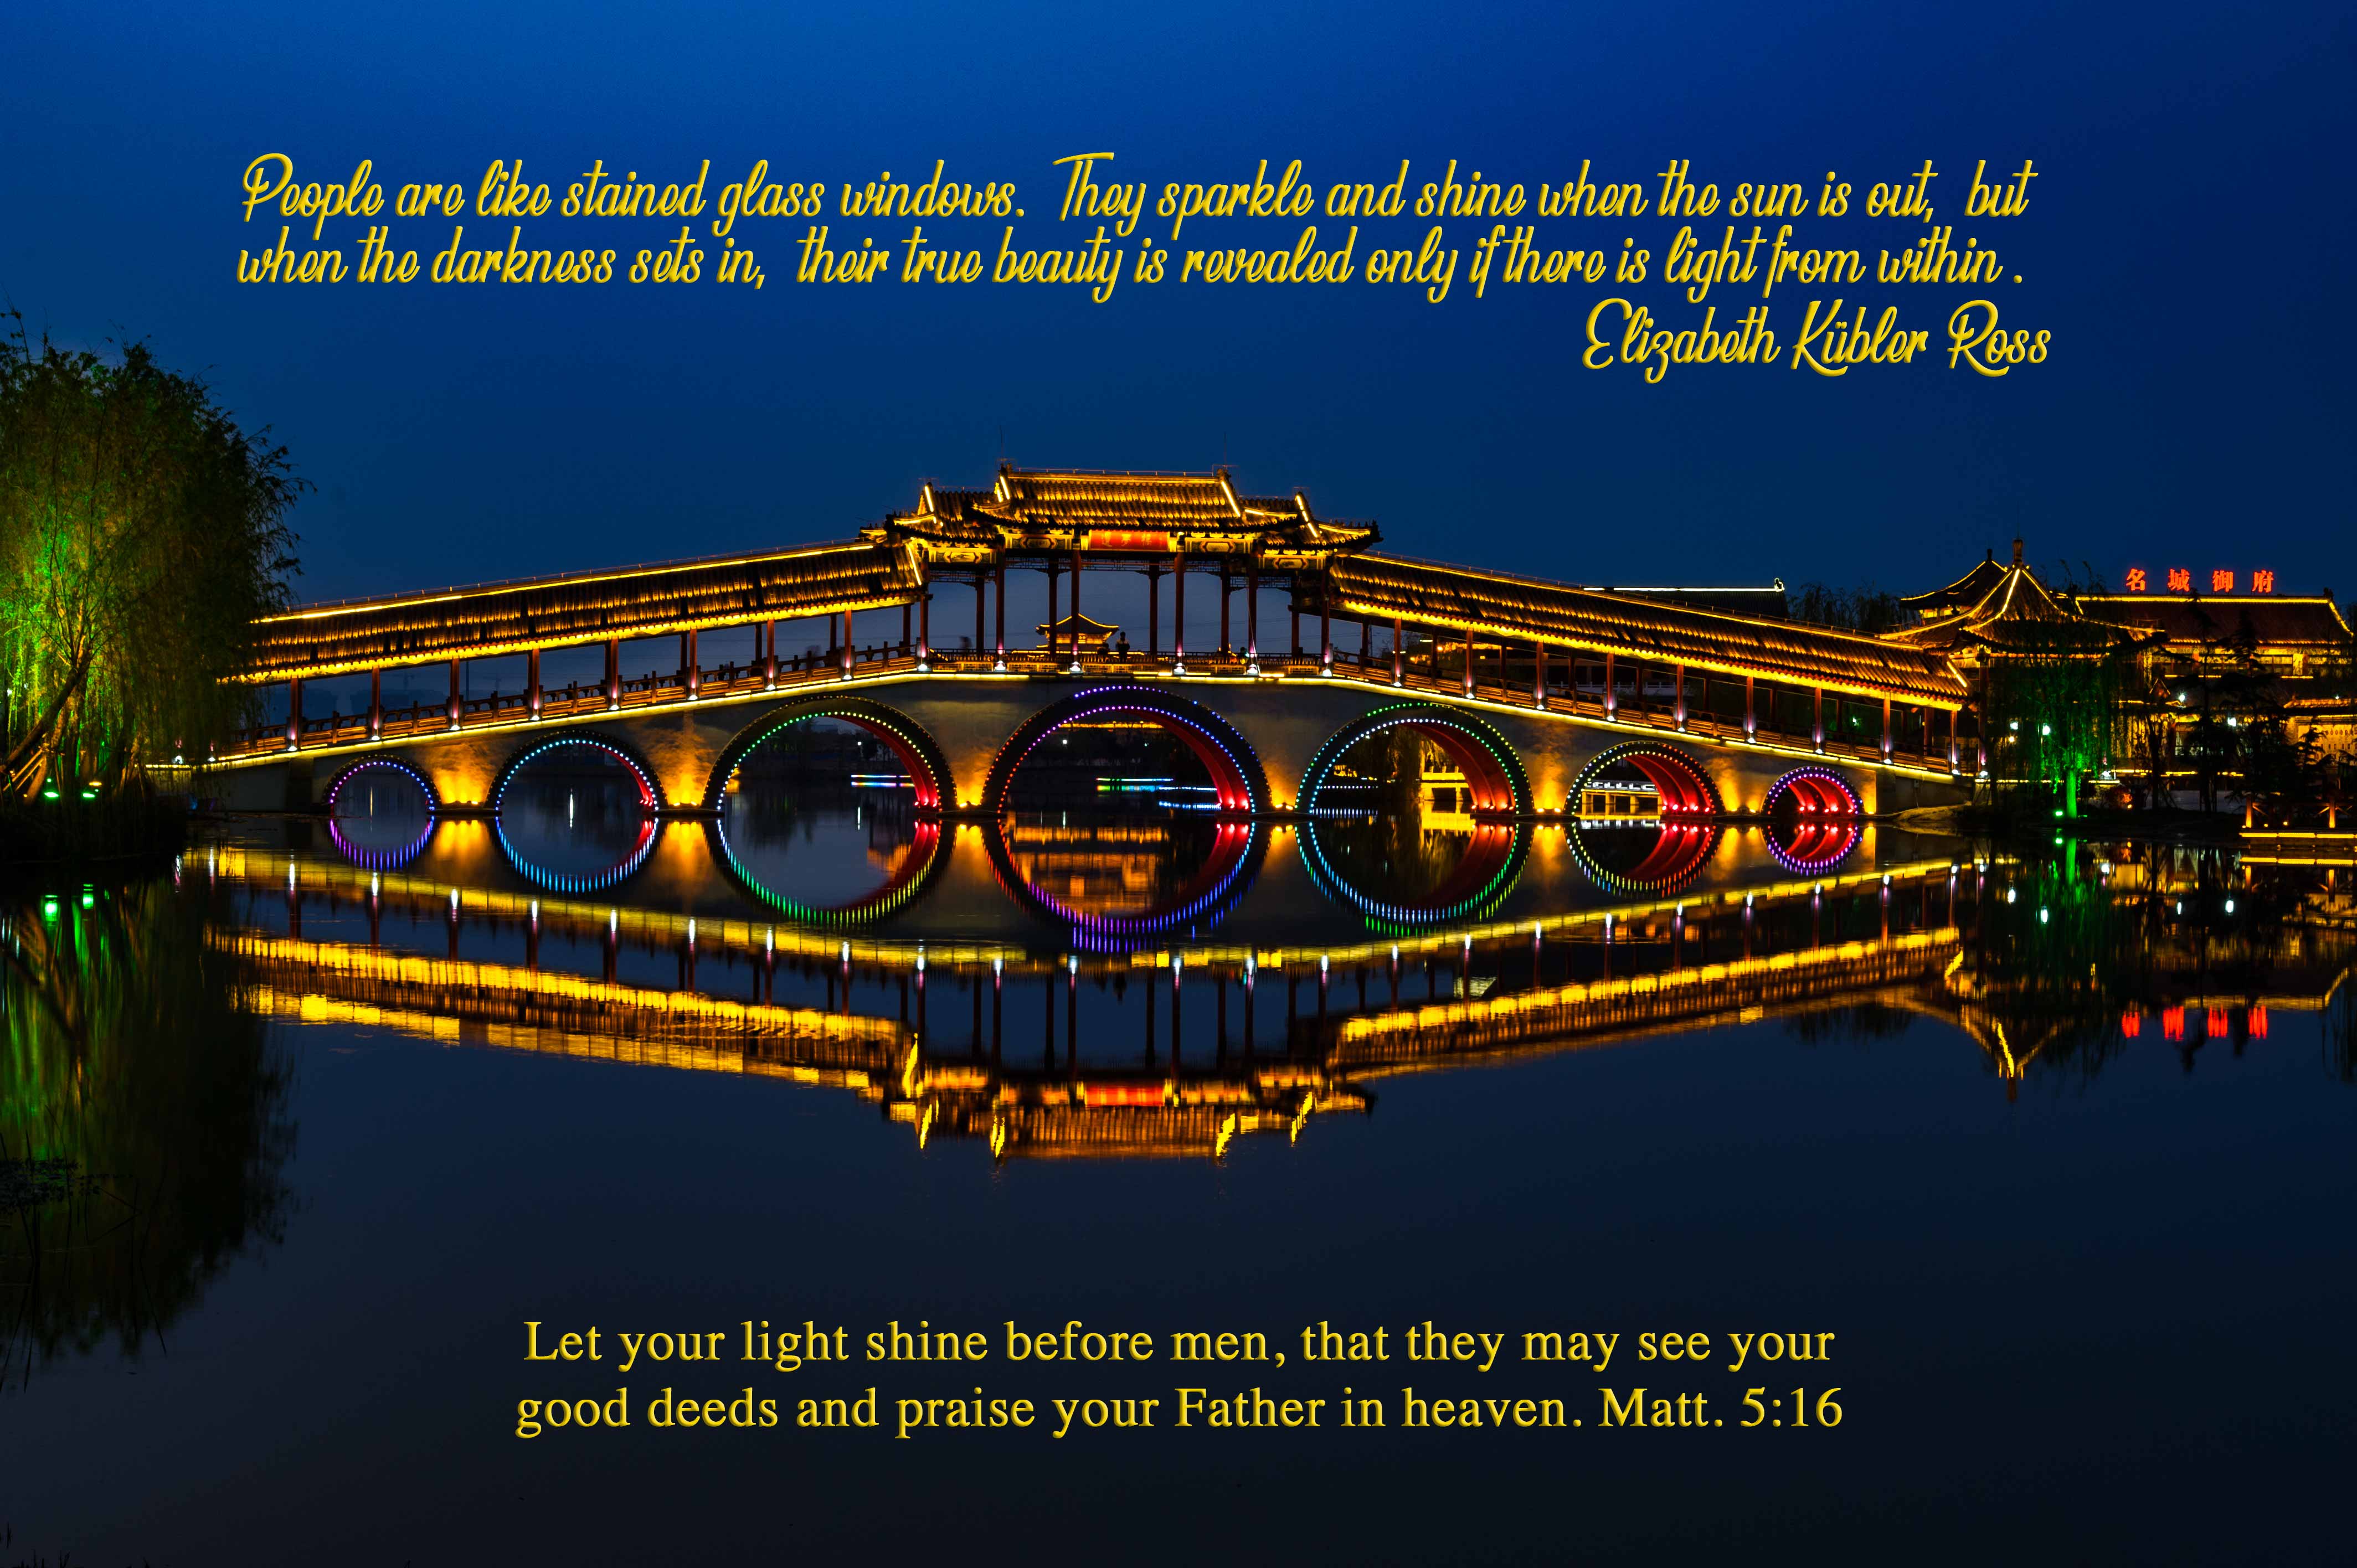 People are like stained glass windows. They sparkle and shine when the sun is out, but
when the darkness sets in, their true beauty is revealed only if there is light from within .
Elizabeth Kübler Ross
名城御府
Let your light shine before men, that they may see your
good deeds and praise your Father in heaven. Matt. 5:16